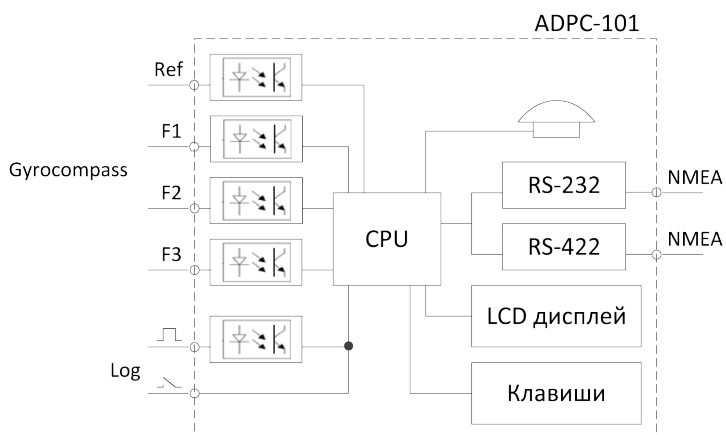 ADPC-101
Ref
F1
Gyrocompass
F2
F3
Log
CPU
RS-232
NMEA
RS-422
NMEA
LCD дисплей
Клавиши